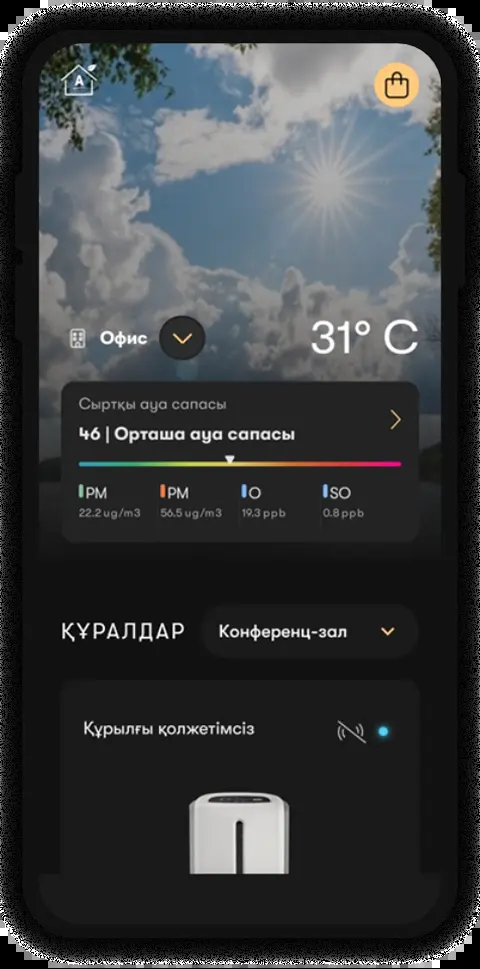 A
Офис
31° C
Сыртқы ауа сапасы
46 | Орташа ауа сапасы
PM PM O SO
22.2 ug/m3 56.5 ug/m3 19.3 ppb 0.8 ppb
ҚҰРАЛДАР Конференц-зал
Құрылғы қолжетімсіз